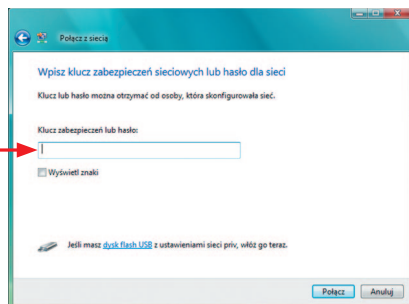 Połącz z siecią
Wpisz klucz zabezpieczeń sieciowych lub hasło dla sieci
Klucz lub hasło można otrzymać od osoby, która skonfigurowała sieć.
Klucz zabezpieczeń lub hasło:
Wyświetl znaki
Jeśli masz dysk flash USB z ustawieniami sieci priv, włóż go teraz.
Połącz Anuluj